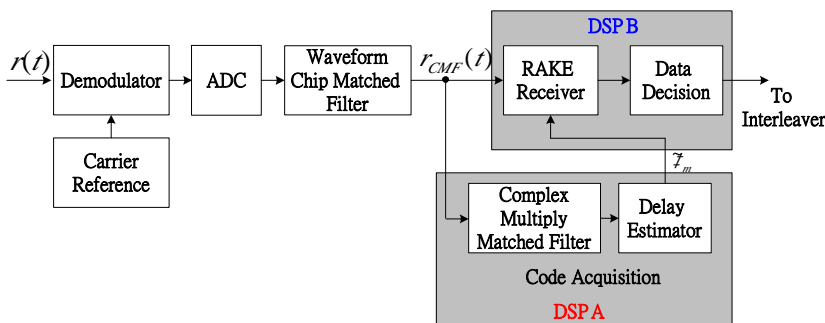 r(t)
Demodulator
ADC
Waveform
Chip Matched
Filter
r_CMF(t)
DSP B
RAKE
Receiver
Data
Decision
To
Interleaver
Carrier
Reference
Complex
Multiply
Matched Filter
Delay
Estimator
Code Acquisition
DSP A